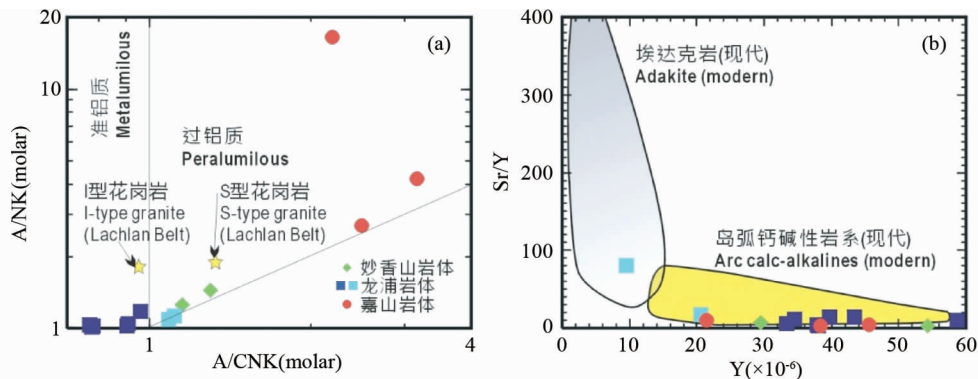 20
10
1
A/NK(molar)
准铝质
Metalumilous
(a)
过铝质
Peralumilous
I型花岗岩
I-type granite
(Lachlan Belt)
S型花岗岩
S-type granite
(Lachlan Belt)
妙香山岩体
龙浦岩体
嘉山岩体
1
4
A/CNK(molar)
400
300
200
100
0
Sr/Y
(b)
埃达克岩(现代)
Adakite (modern)
岛弧钙碱性岩系(现代)
Arc calc-alkalines (modern)
0
10
20
30
40
50
60
Y(×10⁻⁶)